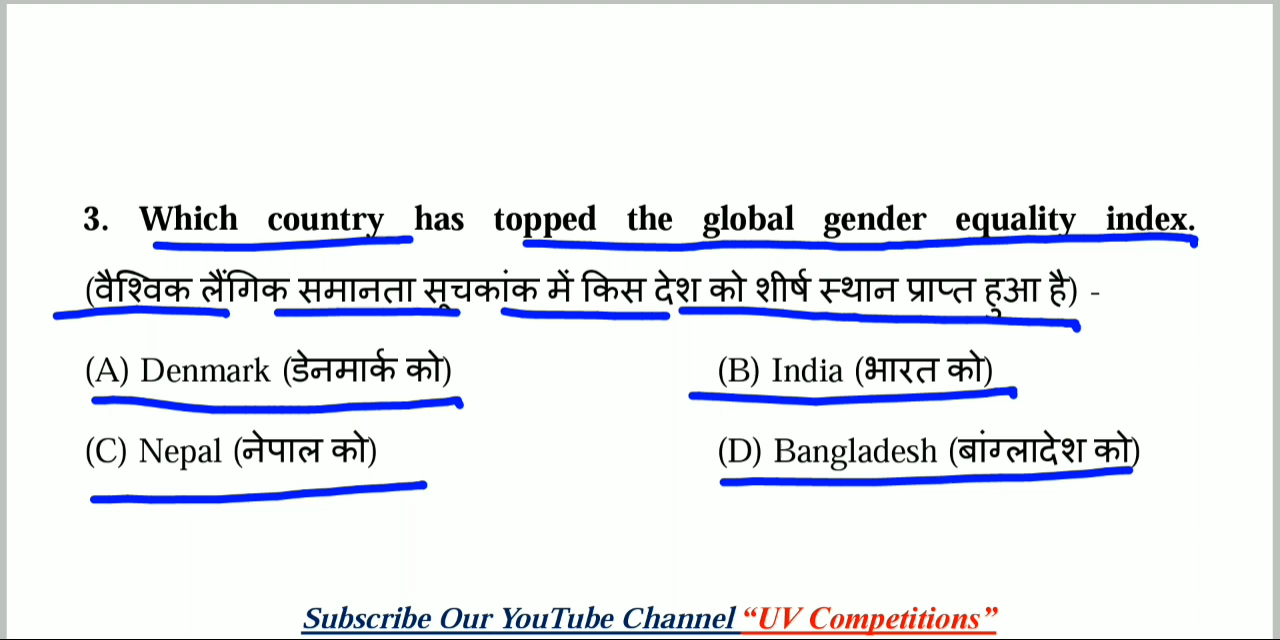 3. Which country has topped the global gender equality index.
(वैश्विक लैंगिक समानता सूचकांक में किस देश को शीर्ष स्थान प्राप्त हुआ है) -
(A) Denmark (डेनमार्क को) (B) India (भारत को)
(C) Nepal (नेपाल को) (D) Bangladesh (बांग्लादेश को)
Subscribe Our YouTube Channel “UV Competitions”